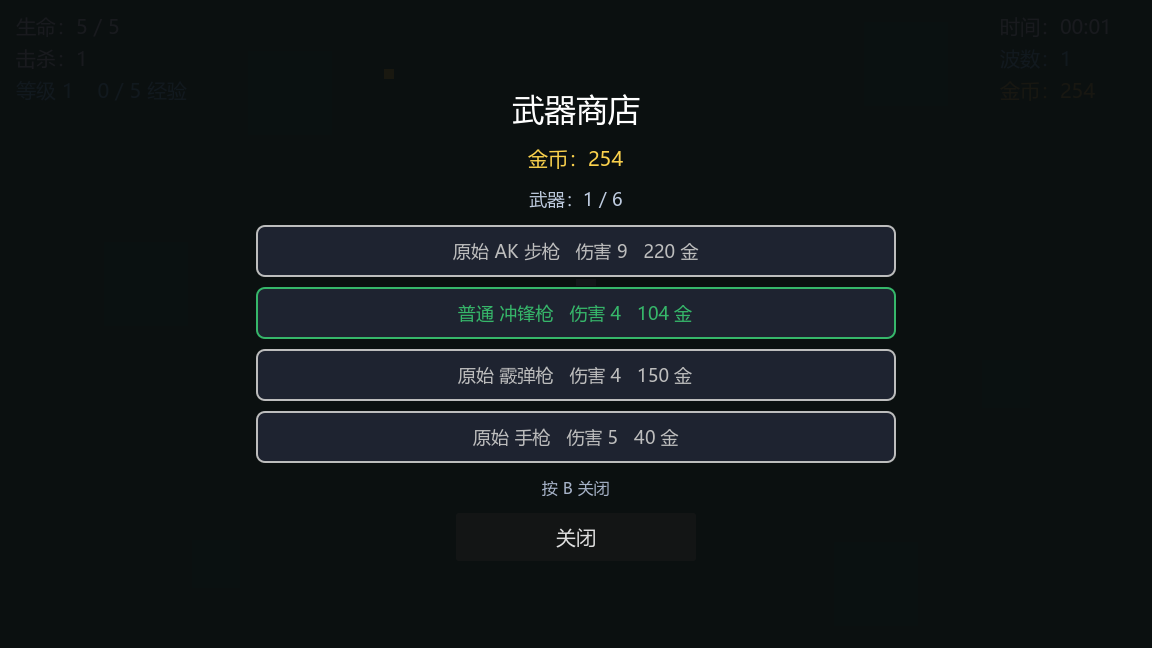 生命：5 / 5
击杀：1
等级 1 0 / 5 经验
时间：00:01
波数：1
金币：254
武器商店
金币：254
武器：1 / 6
原始 AK 步枪 伤害 9 220 金
普通 冲锋枪 伤害 4 104 金
原始 霰弹枪 伤害 4 150 金
原始 手枪 伤害 5 40 金
按 B 关闭
关闭